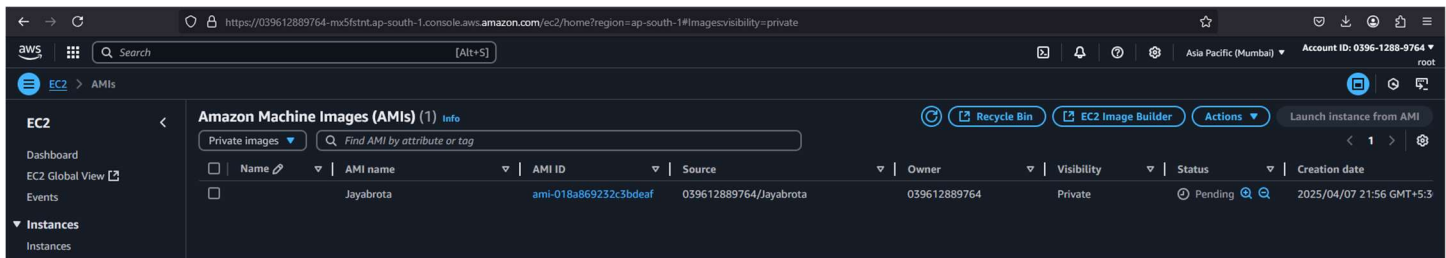 https://039612889764-mx5fstnt.ap-south-1.console.aws.amazon.com/ec2/home?region=ap-south-1#Images:visibility=private
aws Search [Alt+S] Asia Pacific (Mumbai) Account ID: 0396-1288-9764
root
EC2 > AMIs
EC2
Dashboard
EC2 Global View
Events
Instances
Instances
Amazon Machine Images (AMIs) (1) Info Recycle Bin EC2 Image Builder Actions Launch instance from AMI
Private images Find AMI by attribute or tag 1
Name AMI name AMI ID Source Owner Visibility Status Creation date
Jayabrota ami-018a869232c3bdeaf 039612889764/Jayabrota 039612889764 Private Pending 2025/04/07 21:56 GMT+5:3